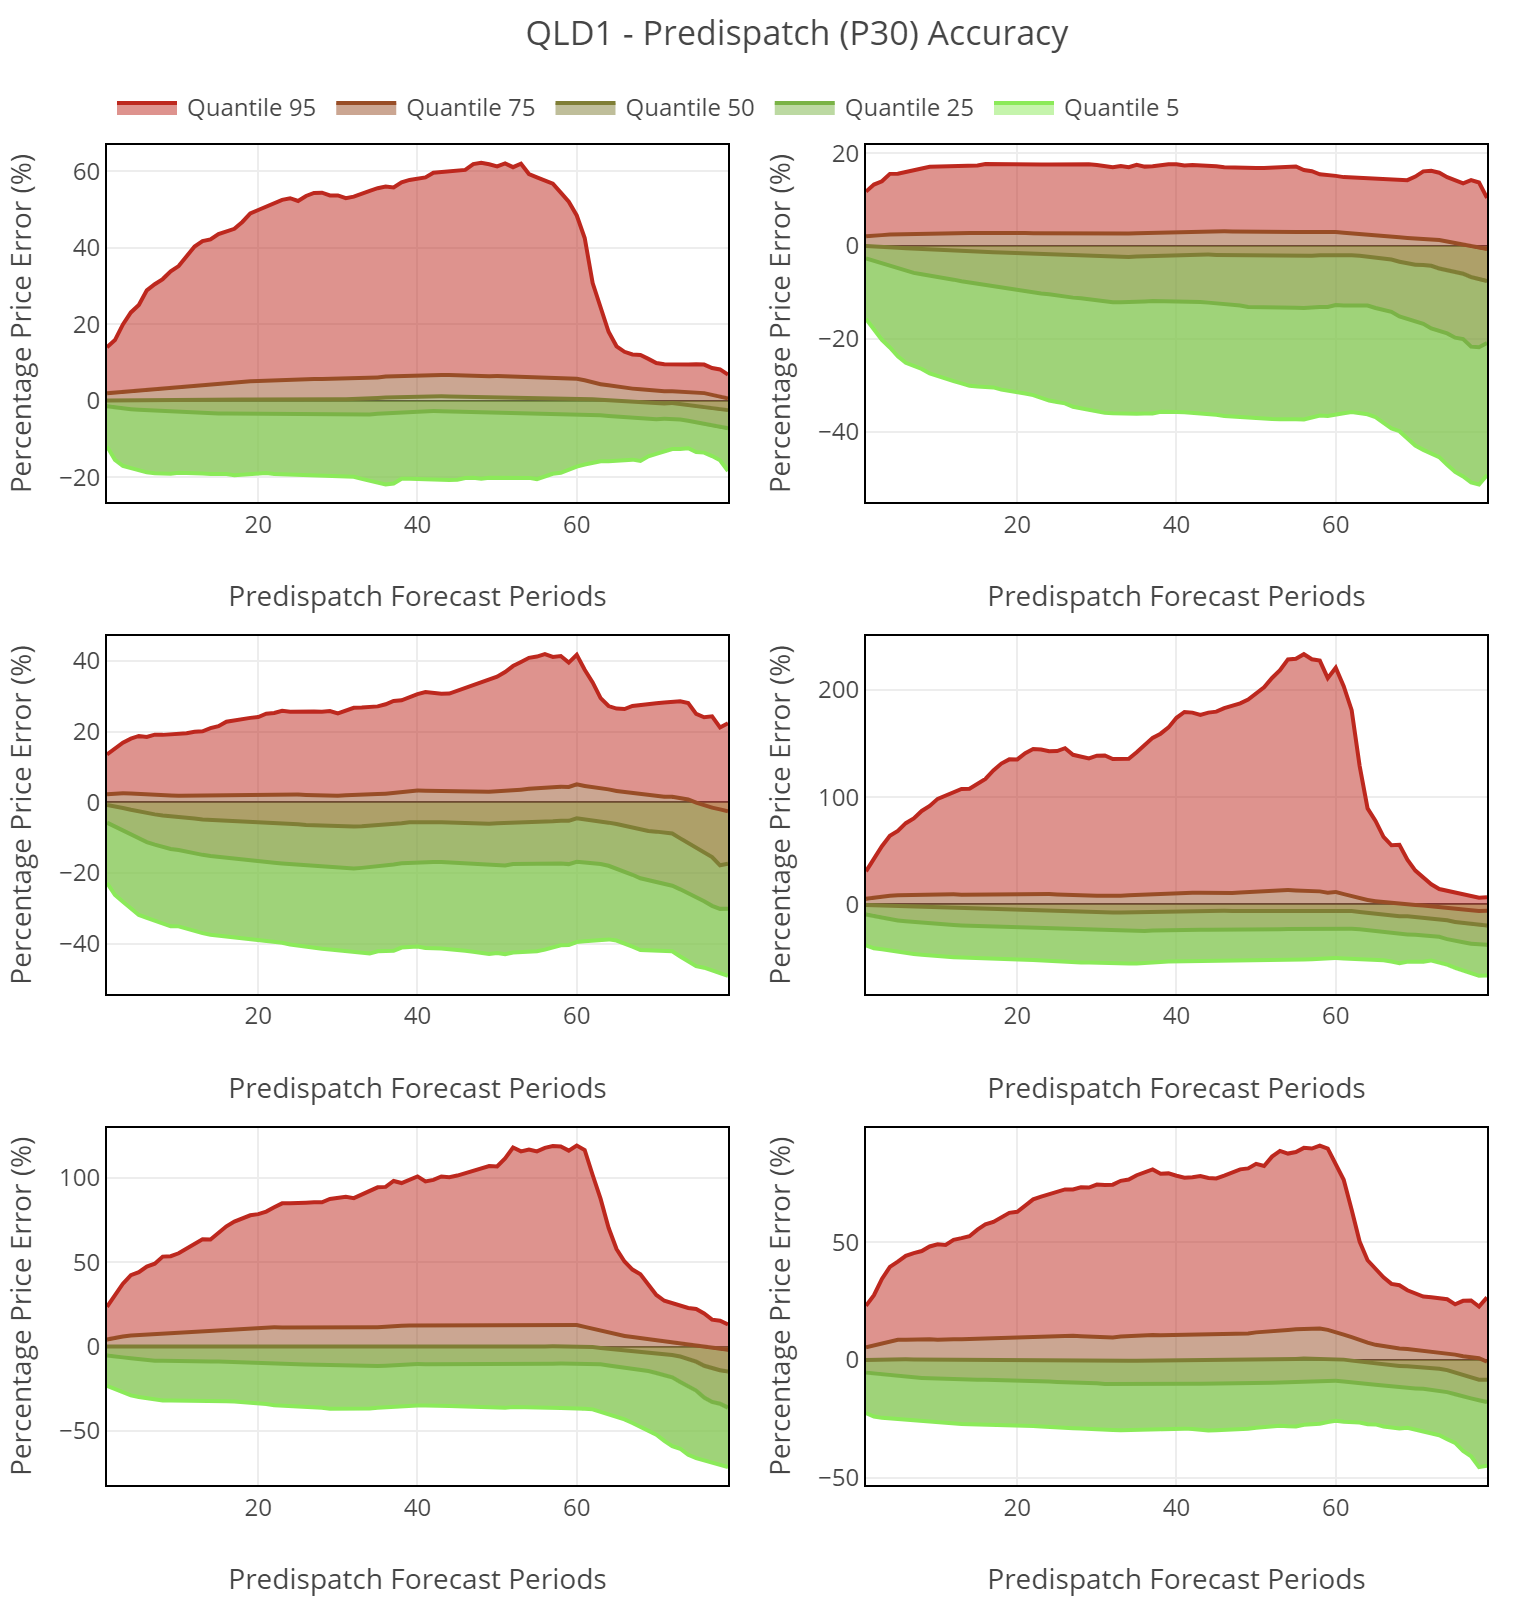 QLD1 - Predispatch (P30) Accuracy
Quantile 95 Quantile 75 Quantile 50 Quantile 25 Quantile 5
Percentage Price Error (%)
60
40
20
0
−20
20 40 60
Predispatch Forecast Periods
Percentage Price Error (%)
20
0
−20
−40
20 40 60
Predispatch Forecast Periods
Percentage Price Error (%)
40
20
0
−20
−40
20 40 60
Predispatch Forecast Periods
Percentage Price Error (%)
200
100
0
20 40 60
Predispatch Forecast Periods
Percentage Price Error (%)
100
50
0
−50
20 40 60
Predispatch Forecast Periods
Percentage Price Error (%)
50
0
−50
20 40 60
Predispatch Forecast Periods